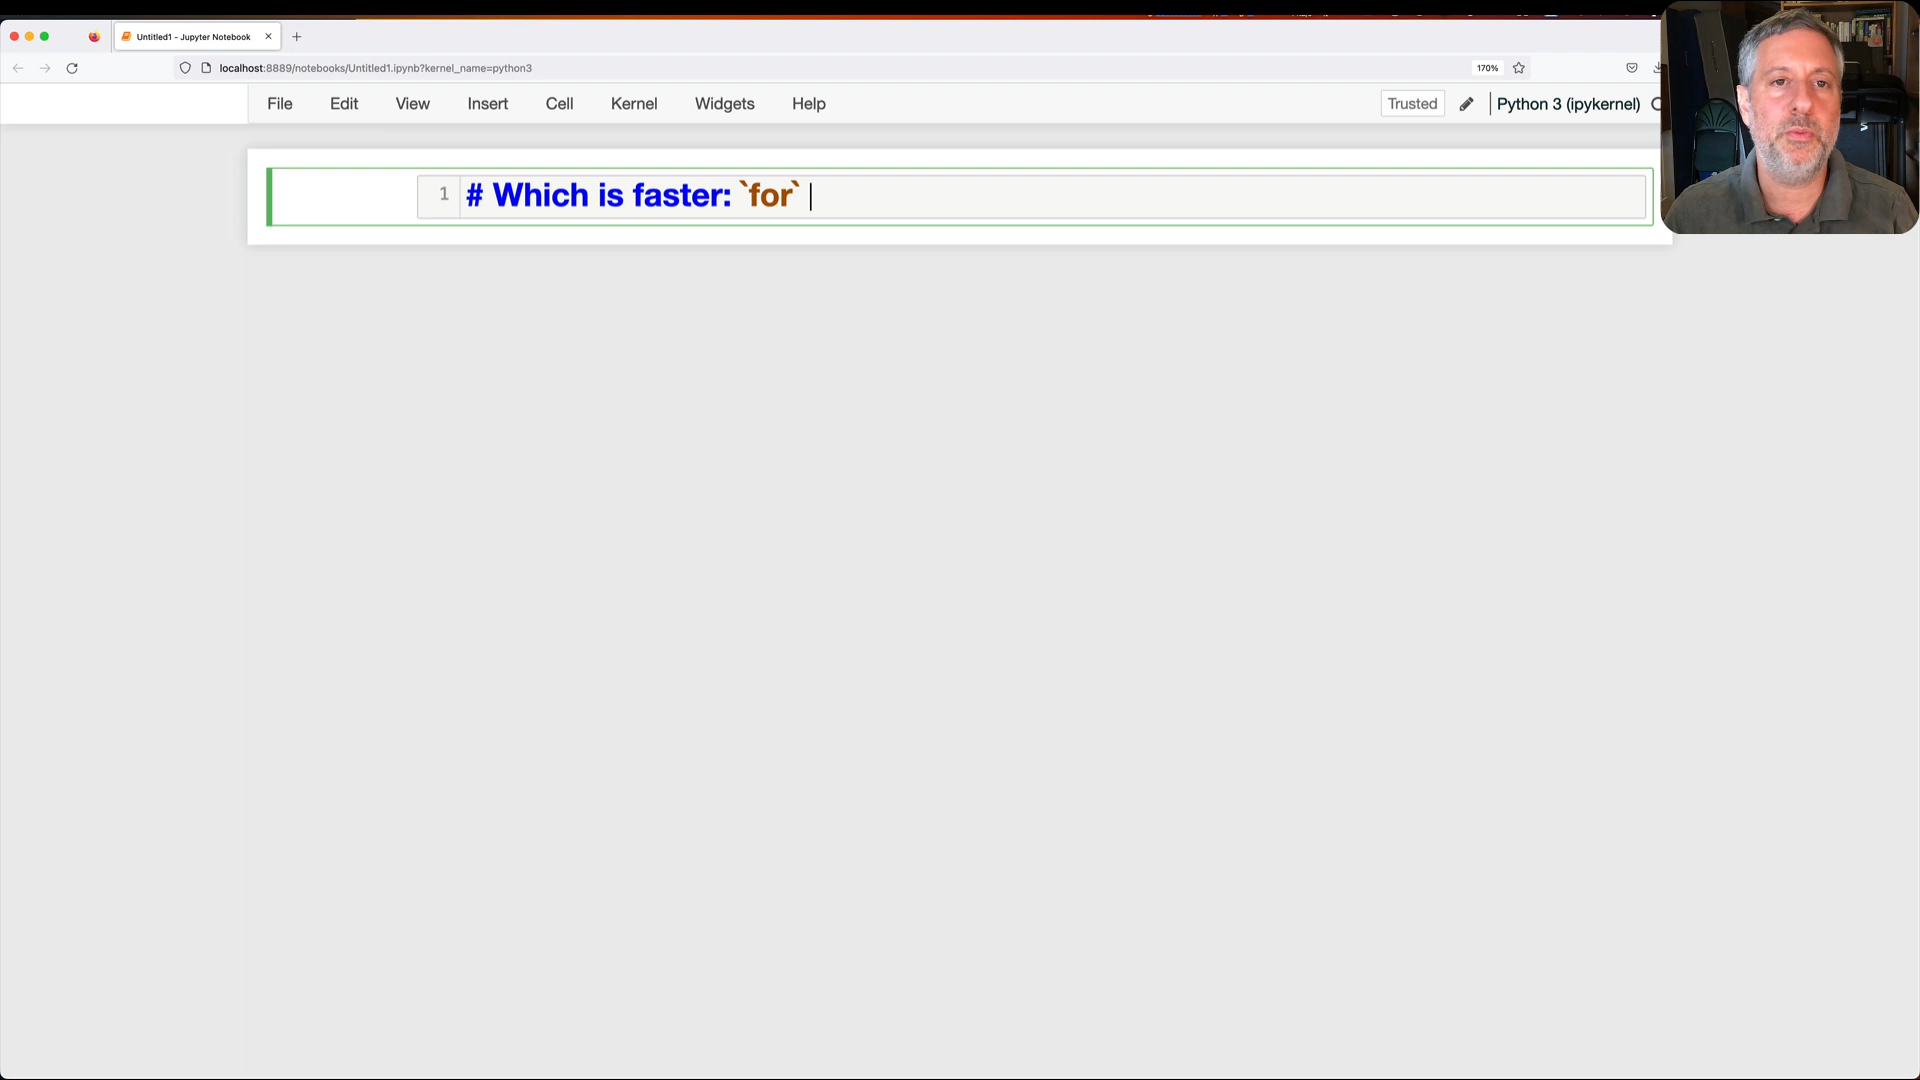 Untitled1 - Jupyter Notebook
localhost:8889/notebooks/Untitled1.ipynb?kernel_name=python3
170%
File Edit View Insert Cell Kernel Widgets Help
Trusted
Python 3 (ipykernel)
1 # Which is faster: `for`